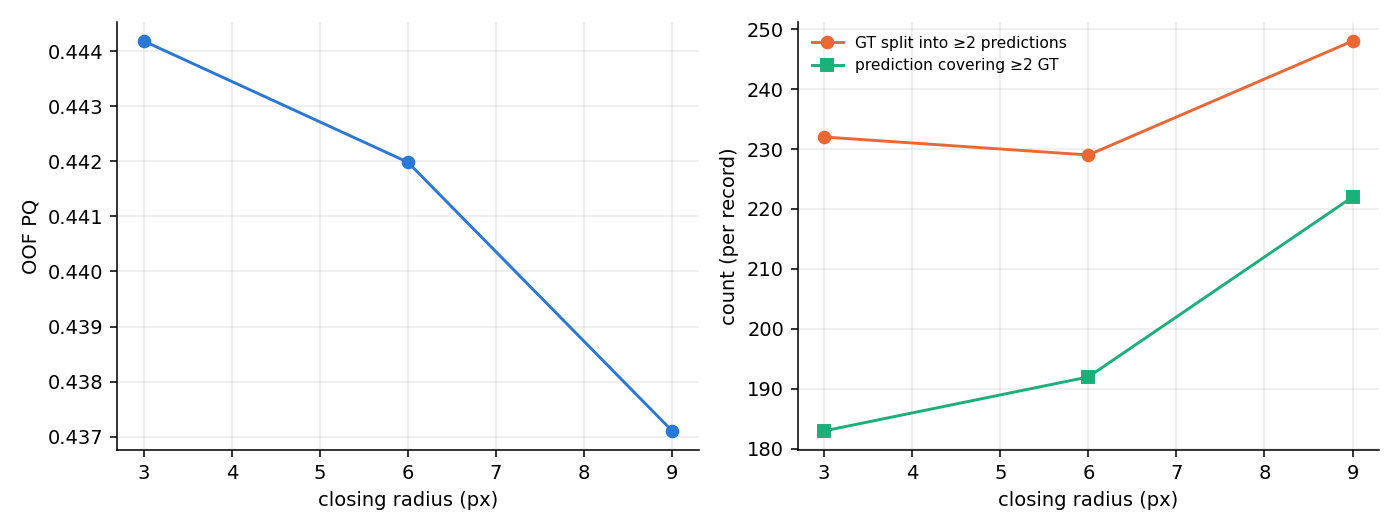 OOF PQ
0.444
0.443
0.442
0.441
0.440
0.439
0.438
0.437
3 4 5 6 7 8 9
closing radius (px)
count (per record)
250
240
230
220
210
200
190
180
GT split into ≥2 predictions
prediction covering ≥2 GT
3 4 5 6 7 8 9
closing radius (px)